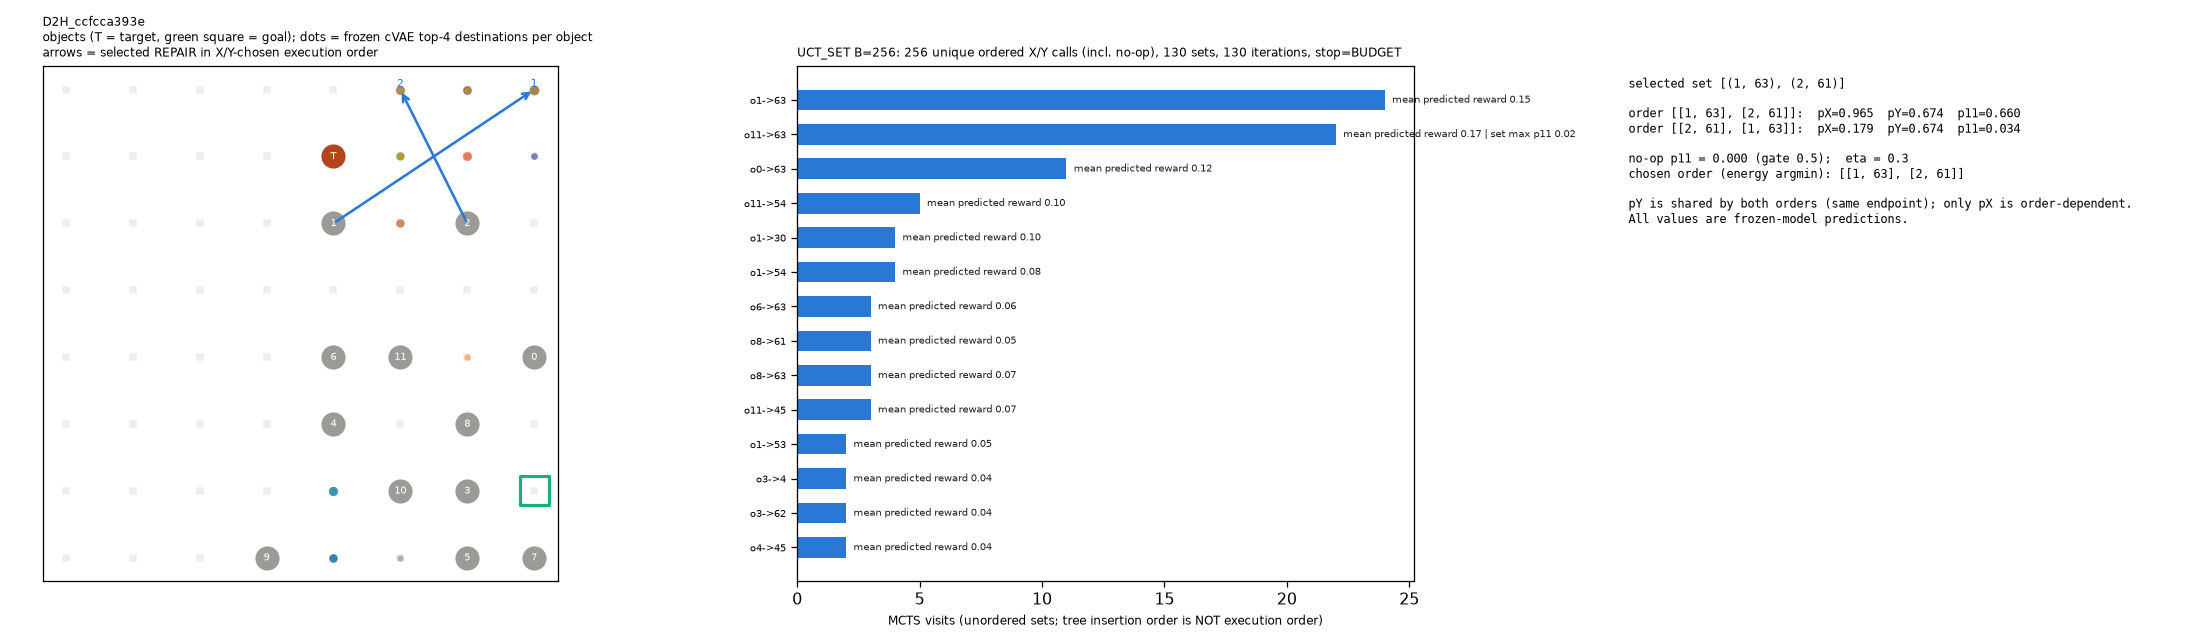 D2H_ccfcca393e
objects (T = target, green square = goal); dots = frozen cVAE top-4 destinations per object
arrows = selected REPAIR in X/Y-chosen execution order
2
1
T
1
2
6
11
0
4
8
10
3
9
5
7
UCT_SET B=256: 256 unique ordered X/Y calls (incl. no-op), 130 sets, 130 iterations, stop=BUDGET
o1->63 mean predicted reward 0.15
o11->63 mean predicted reward 0.17 | set max p11 0.02
o0->63 mean predicted reward 0.12
o11->54 mean predicted reward 0.10
o1->30 mean predicted reward 0.10
o1->54 mean predicted reward 0.08
o6->63 mean predicted reward 0.06
o8->61 mean predicted reward 0.05
o8->63 mean predicted reward 0.07
o11->45 mean predicted reward 0.07
o1->53 mean predicted reward 0.05
o3->4 mean predicted reward 0.04
o3->62 mean predicted reward 0.04
o4->45 mean predicted reward 0.04
0 5 10 15 20 25
MCTS visits (unordered sets; tree insertion order is NOT execution order)
selected set [(1, 63), (2, 61)]
order [[1, 63], [2, 61]]: pX=0.965 pY=0.674 p11=0.660
order [[2, 61], [1, 63]]: pX=0.179 pY=0.674 p11=0.034
no-op p11 = 0.000 (gate 0.5); eta = 0.3
chosen order (energy argmin): [[1, 63], [2, 61]]
pY is shared by both orders (same endpoint); only pX is order-dependent.
All values are frozen-model predictions.